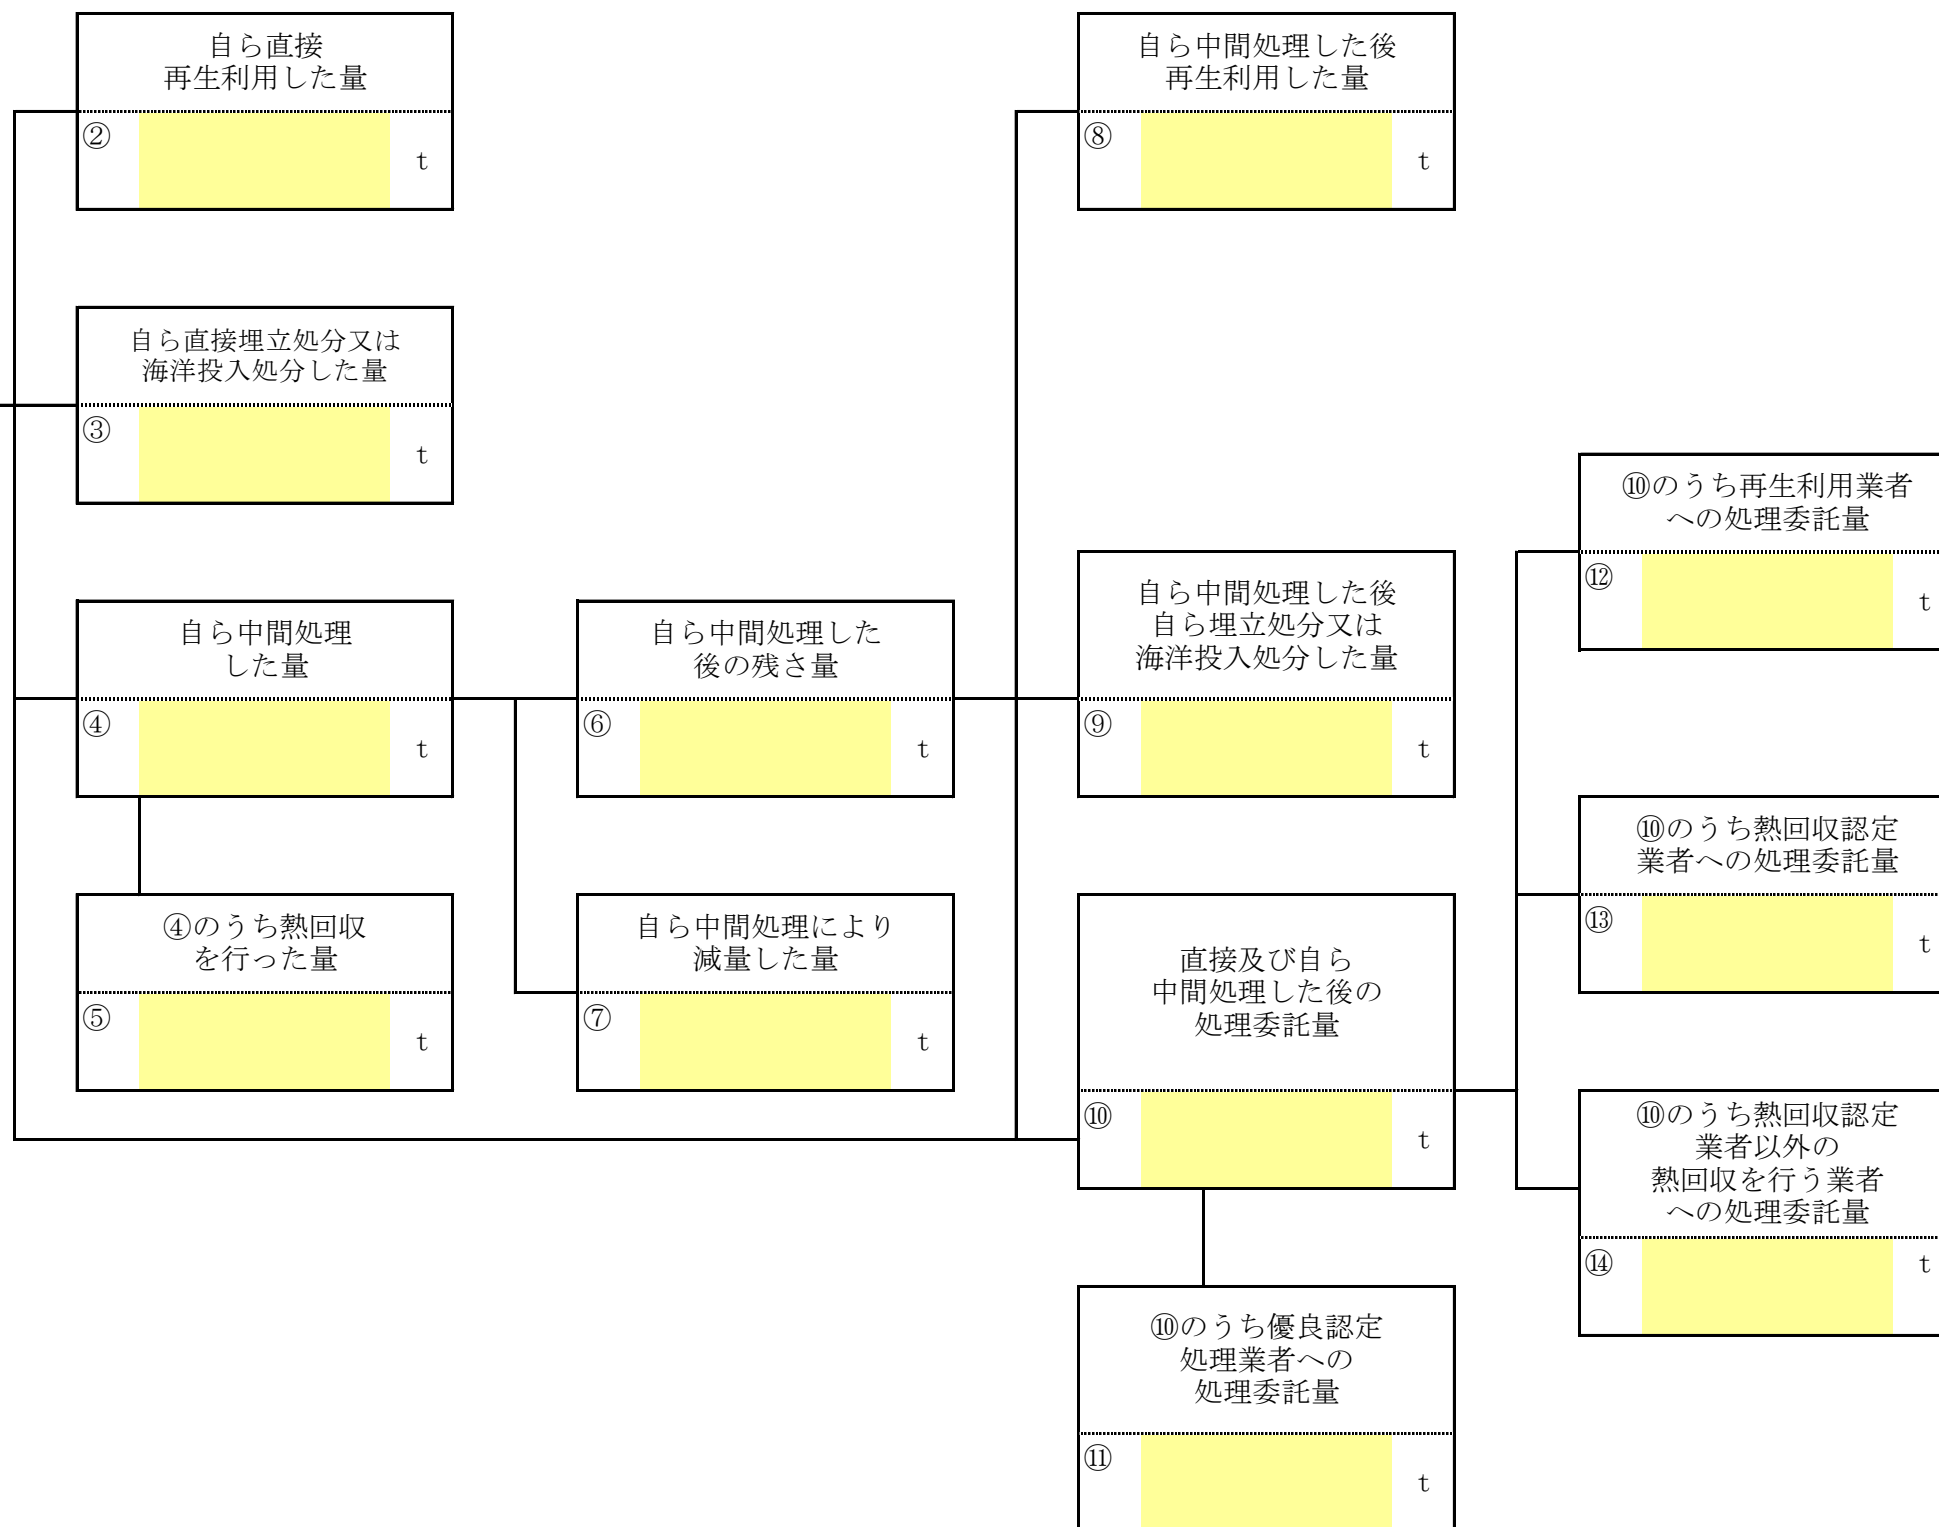 自ら直接
再生利用した量
②
t
自ら中間処理した後
再生利用した量
⑧
t
自ら直接埋立処分又は
海洋投入処分した量
③
t
⑩のうち再生利用業者
への処理委託量
⑫
t
自ら中間処理
した量
④
t
自ら中間処理した
後の残さ量
⑥
t
自ら中間処理した後
自ら埋立処分又は
海洋投入処分した量
⑨
t
⑩のうち熱回収認定
業者への処理委託量
⑬
t
④のうち熱回収
を行った量
⑤
t
自ら中間処理により
減量した量
⑦
t
直接及び自ら
中間処理した後の
処理委託量
⑩
t
⑩のうち熱回収認定
業者以外の
熱回収を行う業者
への処理委託量
⑭
t
⑩のうち優良認定
処理業者への
処理委託量
⑪
t